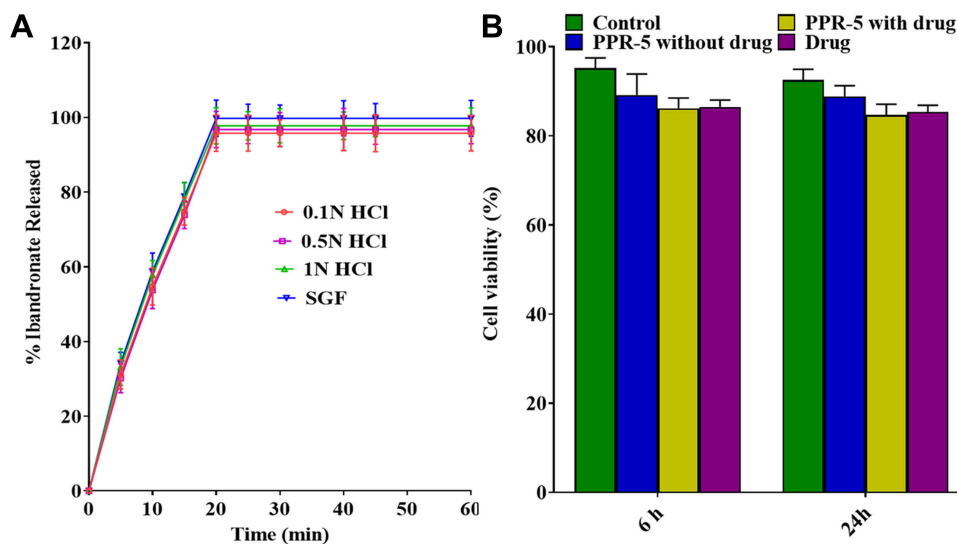 A
120
100
80
60
40
20
0
% Ibandronate Released
0.1N HCl
0.5N HCl
1N HCl
SGF
0 10 20 30 40 50 60
Time (min)
B
Control
PPR-5 with drug
PPR-5 without drug
Drug
100
80
60
40
20
0
Cell viability (%)
6 h
24h